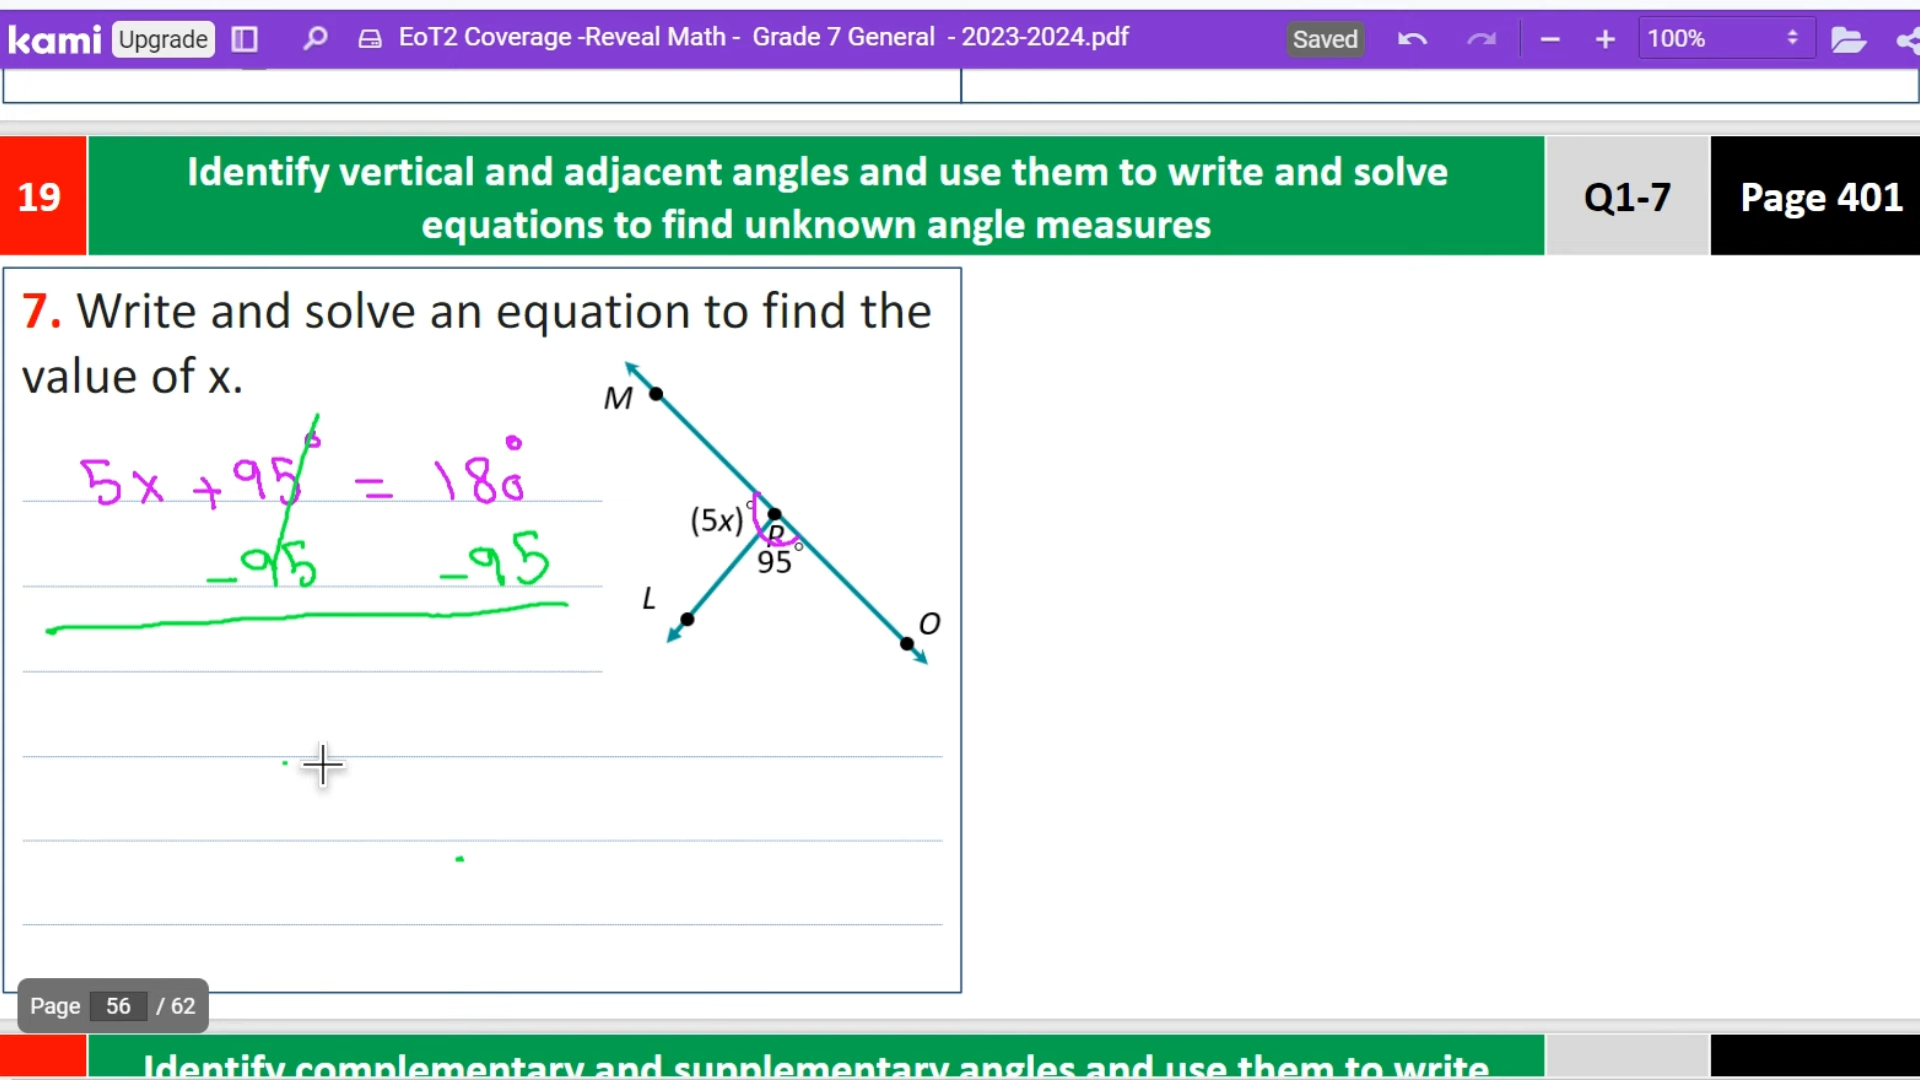 kami Upgrade EoT2 Coverage -Reveal Math - Grade 7 General - 2023-2024.pdf Saved 100%
19 Identify vertical and adjacent angles and use them to write and solve equations to find unknown angle measures Q1-7 Page 401
7. Write and solve an equation to find the
value of x.
M
5x + 95° = 180°
(5x)°
P
95°
-95 -95
L
O
Page 56 / 62
Identify complementary and supplementary angles and use them to write